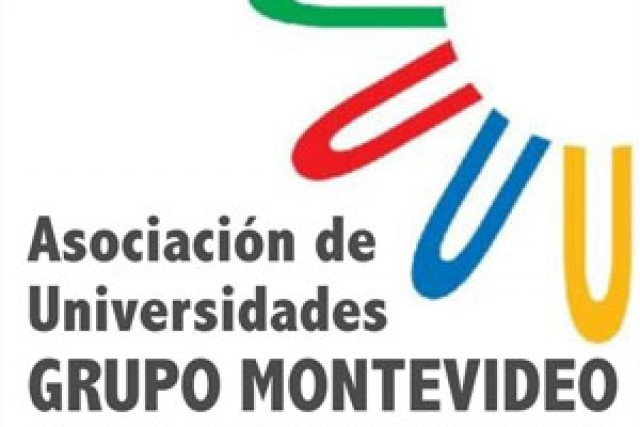 Asociación de
Universidades
GRUPO MONTEVIDEO